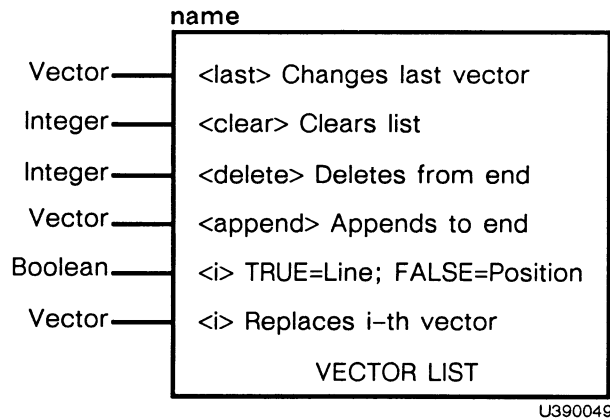 name
Vector <last> Changes last vector
Integer <clear> Clears list
Integer <delete> Deletes from end
Vector <append> Appends to end
Boolean <i> TRUE=Line; FALSE=Position
Vector <i> Replaces i-th vector
VECTOR LIST
U390049